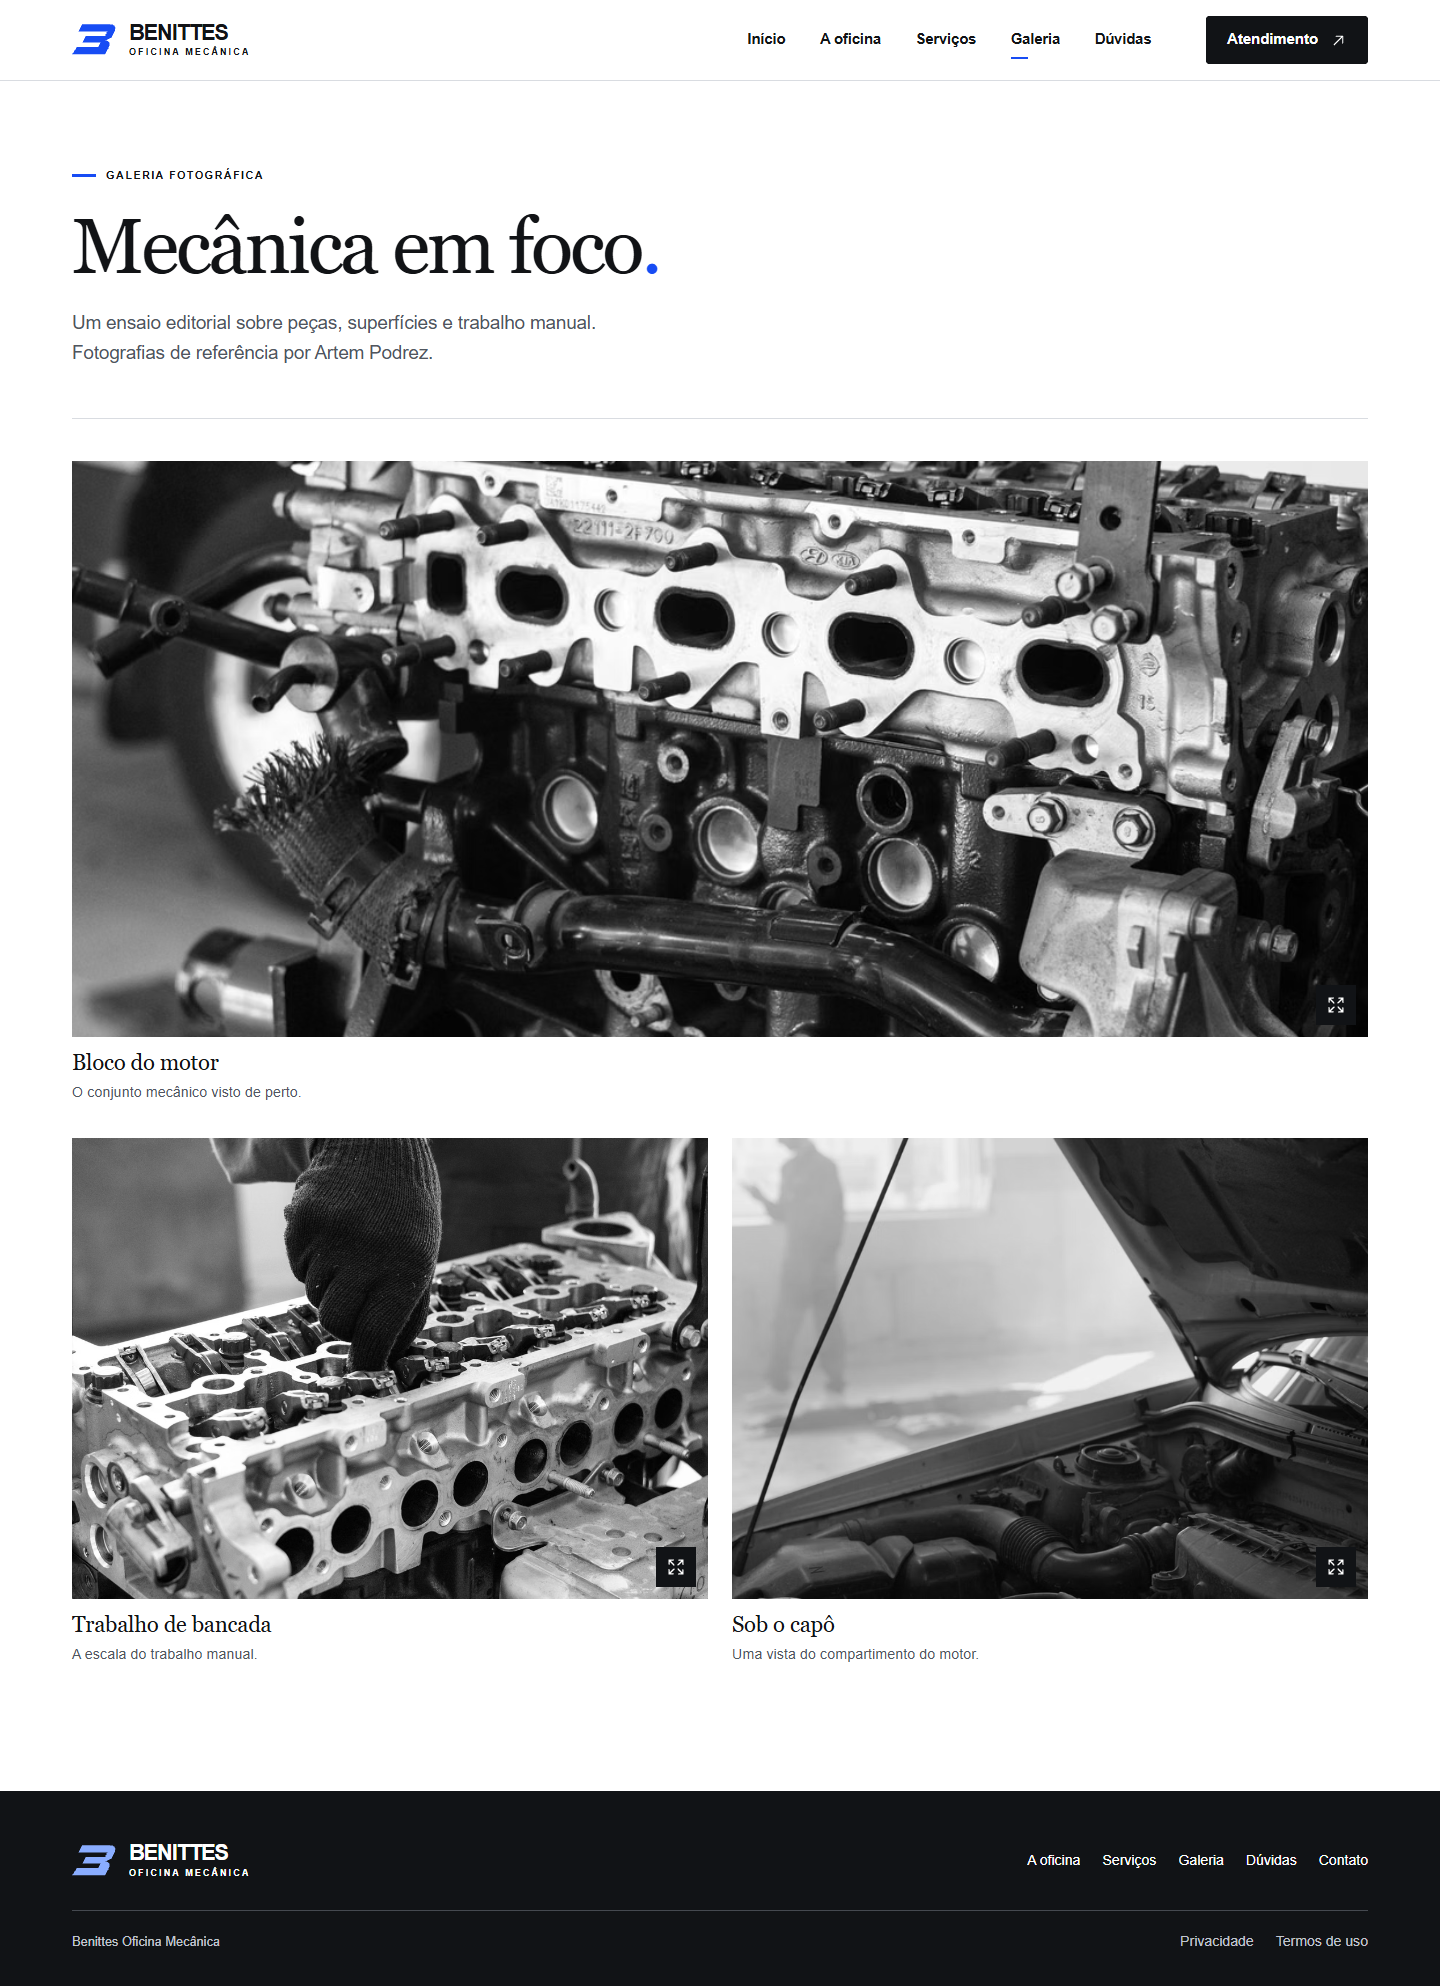 BENITTES
OFICINA MECÂNICA
Início
A oficina
Serviços
Galeria
Dúvidas
Atendimento
GALERIA FOTOGRÁFICA
Mecânica em foco.
Um ensaio editorial sobre peças, superfícies e trabalho manual.
Fotografias de referência por Artem Podrez.
22111-2F700
Bloco do motor
O conjunto mecânico visto de perto.
Trabalho de bancada
A escala do trabalho manual.
Sob o capô
Uma vista do compartimento do motor.
BENITTES
OFICINA MECÂNICA
A oficina
Serviços
Galeria
Dúvidas
Contato
Benittes Oficina Mecânica
Privacidade
Termos de uso